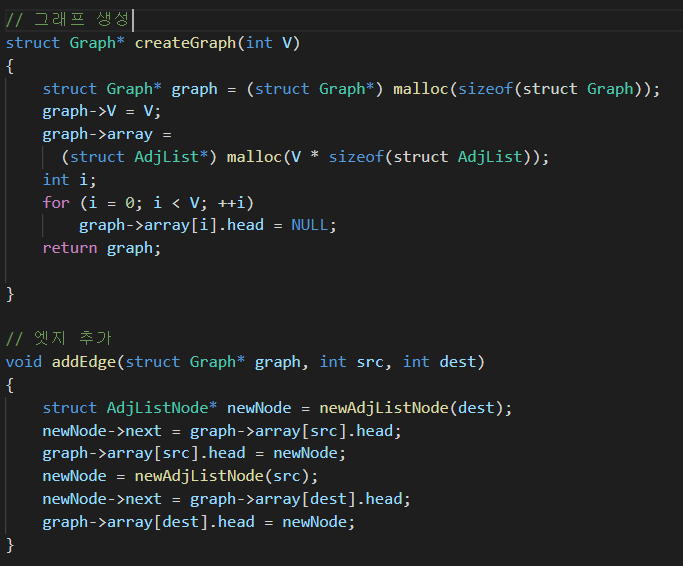 // 그래프 생성
struct Graph* createGraph(int V)
{
struct Graph* graph = (struct Graph*) malloc(sizeof(struct Graph));
graph->V = V;
graph->array =
(struct AdjList*) malloc(V * sizeof(struct AdjList));
int i;
for (i = 0; i < V; ++i)
graph->array[i].head = NULL;
return graph;
}
// 엣지 추가
void addEdge(struct Graph* graph, int src, int dest)
{
struct AdjListNode* newNode = newAdjListNode(dest);
newNode->next = graph->array[src].head;
graph->array[src].head = newNode;
newNode = newAdjListNode(src);
newNode->next = graph->array[dest].head;
graph->array[dest].head = newNode;
}